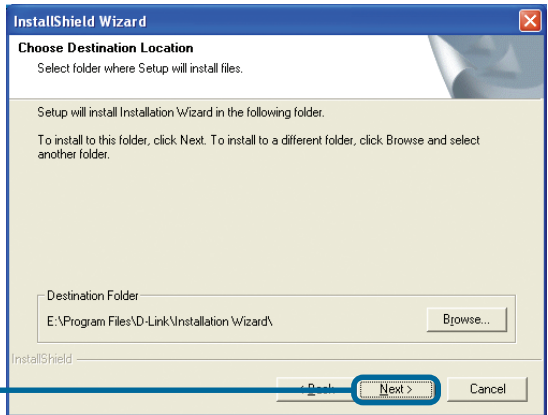 InstallShield Wizard
Choose Destination Location
Select folder where Setup will install files.
Setup will install Installation Wizard in the following folder.
To install to this folder, click Next. To install to a different folder, click Browse and select
another folder.
Destination Folder
E:\Program Files\D-Link\Installation Wizard\
Browse...
InstallShield
< Back Next > Cancel